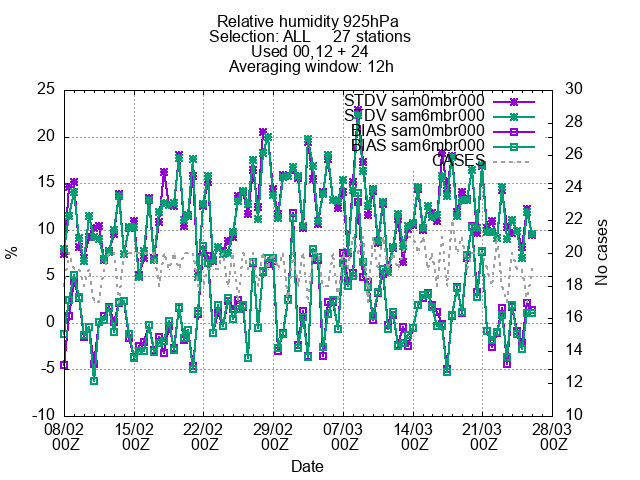 Relative humidity 925hPa
Selection: ALL 27 stations
Used 00,12 + 24
Averaging window: 12h
STDV sam0mbr000
STDV sam6mbr000
BIAS sam0mbr000
BIAS sam6mbr000
CASES
25
20
15
10
5
0
-5
-10
%
30
28
26
24
22
20
18
16
14
12
10
No cases
08/02 15/02 22/02 29/02 07/03 14/03 21/03 28/03
00Z 00Z 00Z 00Z 00Z 00Z 00Z 00Z
Date